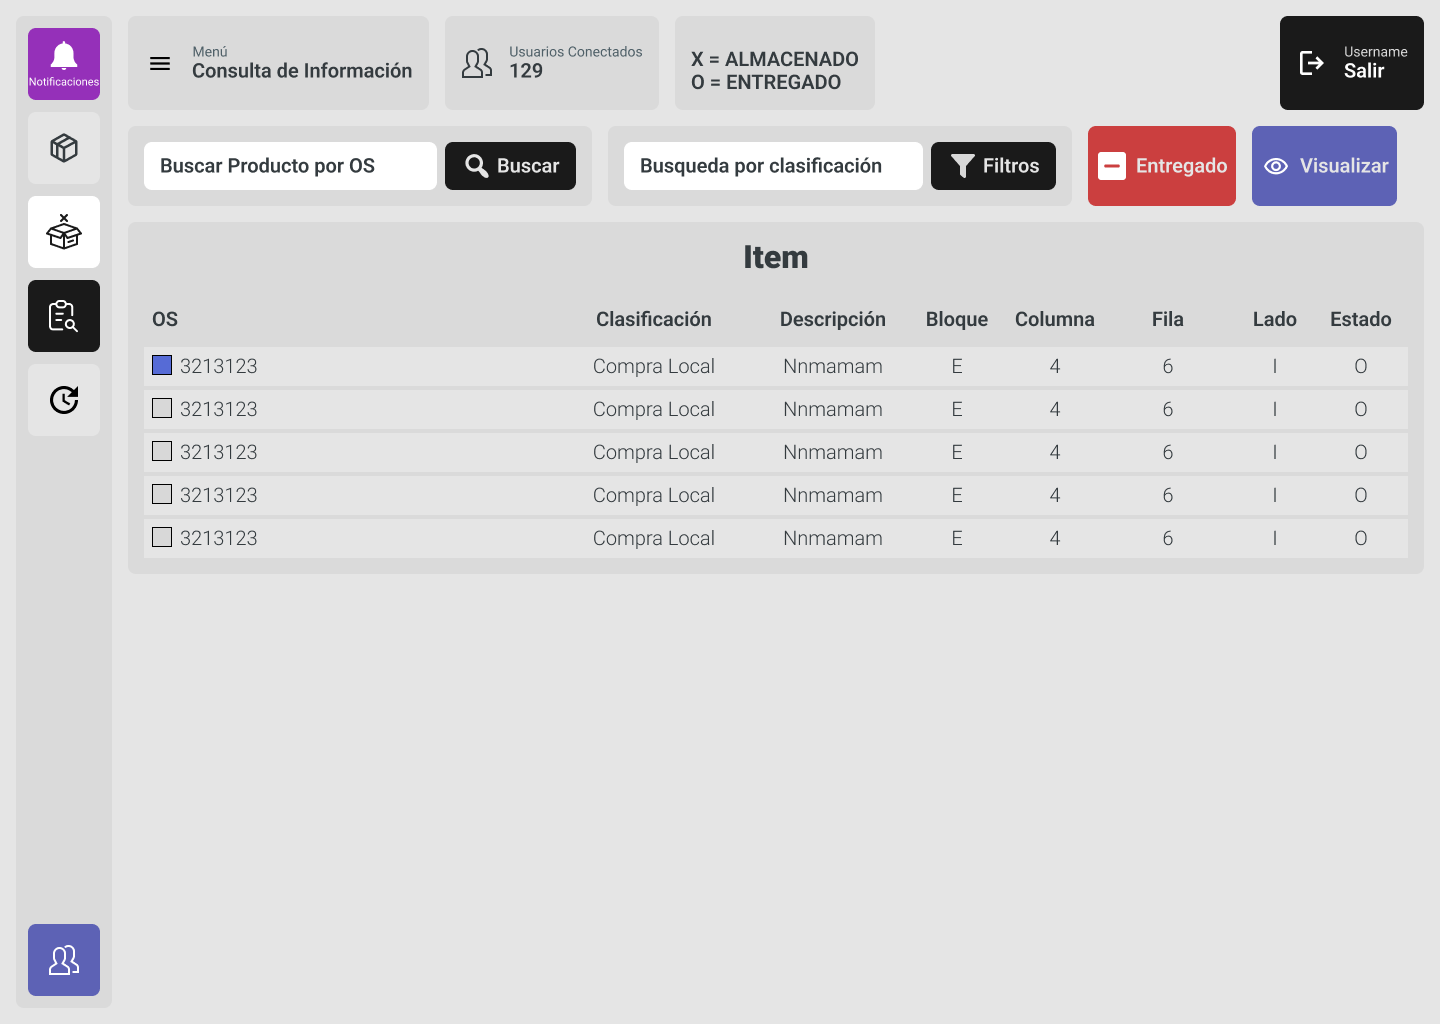 Notificaciones
Menú
Consulta de Información
Usuarios Conectados
129
X = ALMACENADO
O = ENTREGADO
Username
Salir
Buscar Producto por OS
Buscar
Busqueda por clasificación
Filtros
Entregado
Visualizar
Item
OS Clasificación Descripción Bloque Columna Fila Lado Estado
3213123 Compra Local Nnmamam E 4 6 I O
3213123 Compra Local Nnmamam E 4 6 I O
3213123 Compra Local Nnmamam E 4 6 I O
3213123 Compra Local Nnmamam E 4 6 I O
3213123 Compra Local Nnmamam E 4 6 I O